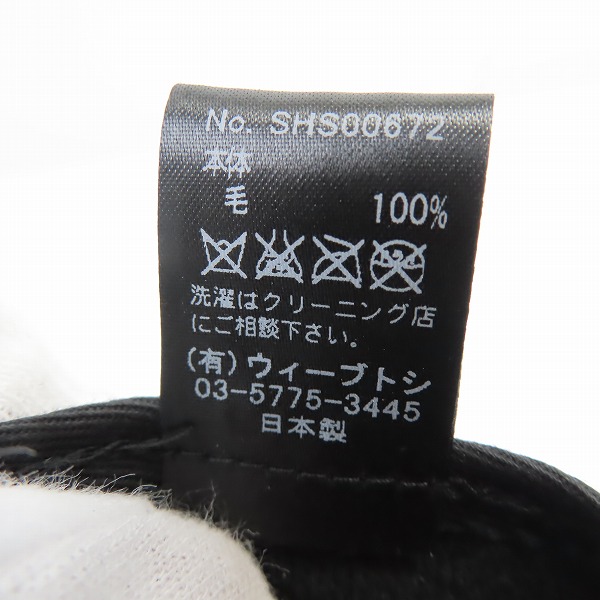 No. SHS00672
本体
毛 100%
洗濯はクリーニング店
にご相談下さい。
(有)ウィーブトシ
03-5775-3445
日本製